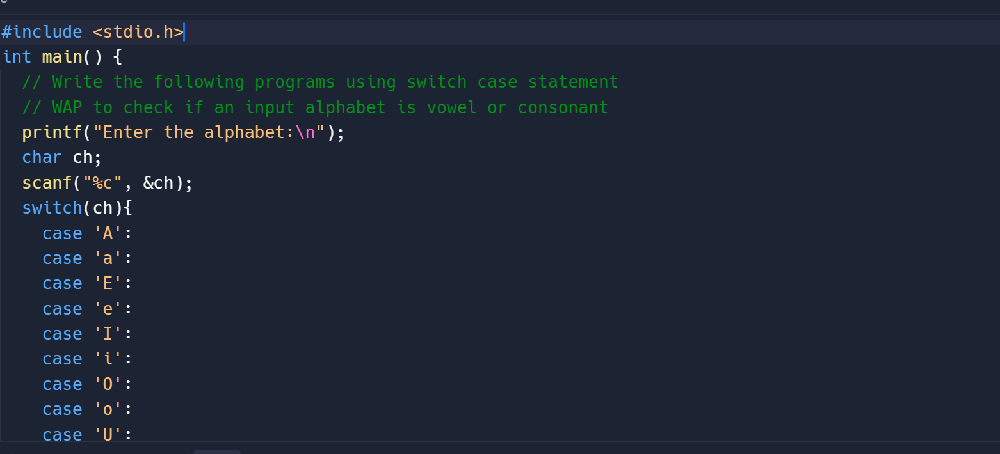 #include <stdio.h>
int main() {
  // Write the following programs using switch case statement
  // WAP to check if an input alphabet is vowel or consonant
  printf("Enter the alphabet:\n");
  char ch;
  scanf("%c", &ch);
  switch(ch){
    case 'A':
    case 'a':
    case 'E':
    case 'e':
    case 'I':
    case 'i':
    case 'O':
    case 'o':
    case 'U':